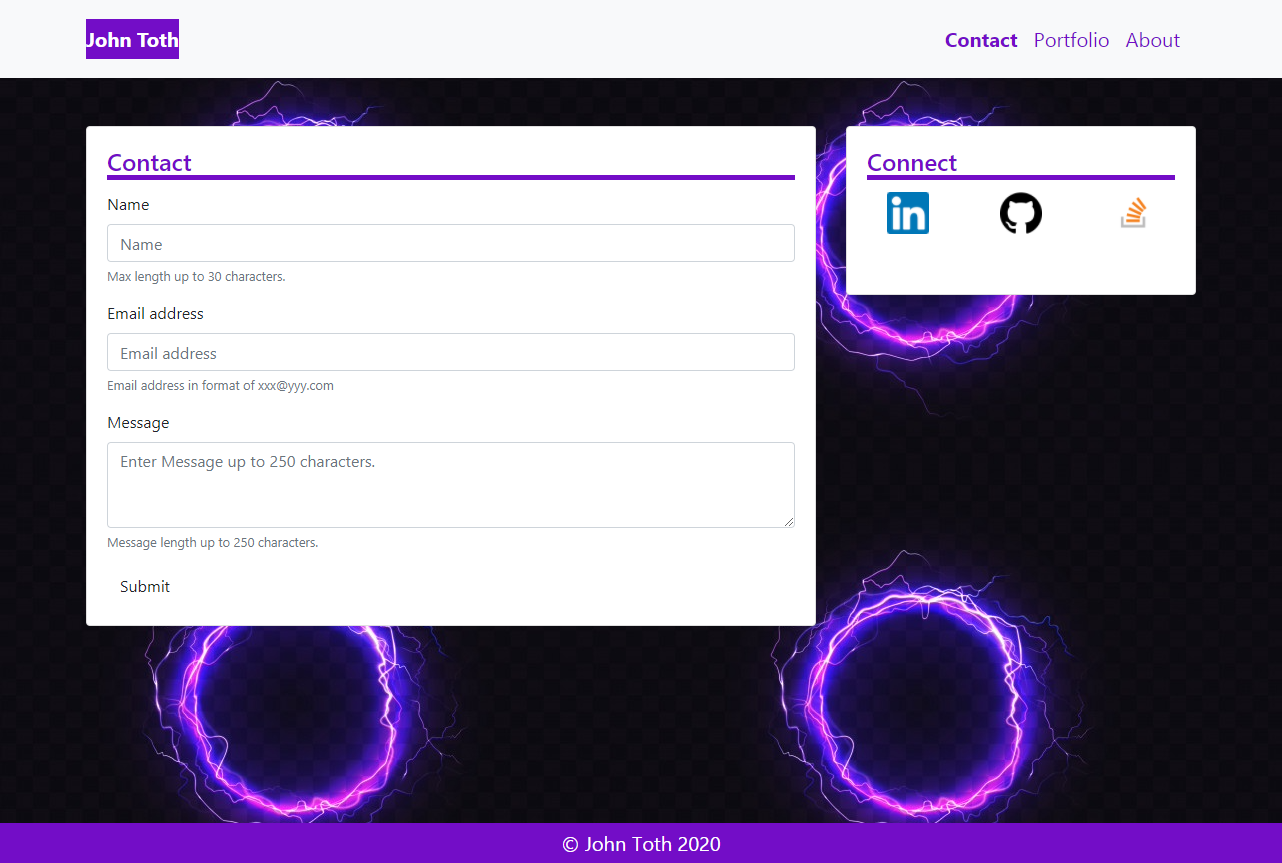 John Toth
Contact Portfolio About
Contact
Name
Name
Max length up to 30 characters.
Email address
Email address
Email address in format of xxx@yyy.com
Message
Enter Message up to 250 characters.
Message length up to 250 characters.
Submit
Connect
in
© John Toth 2020